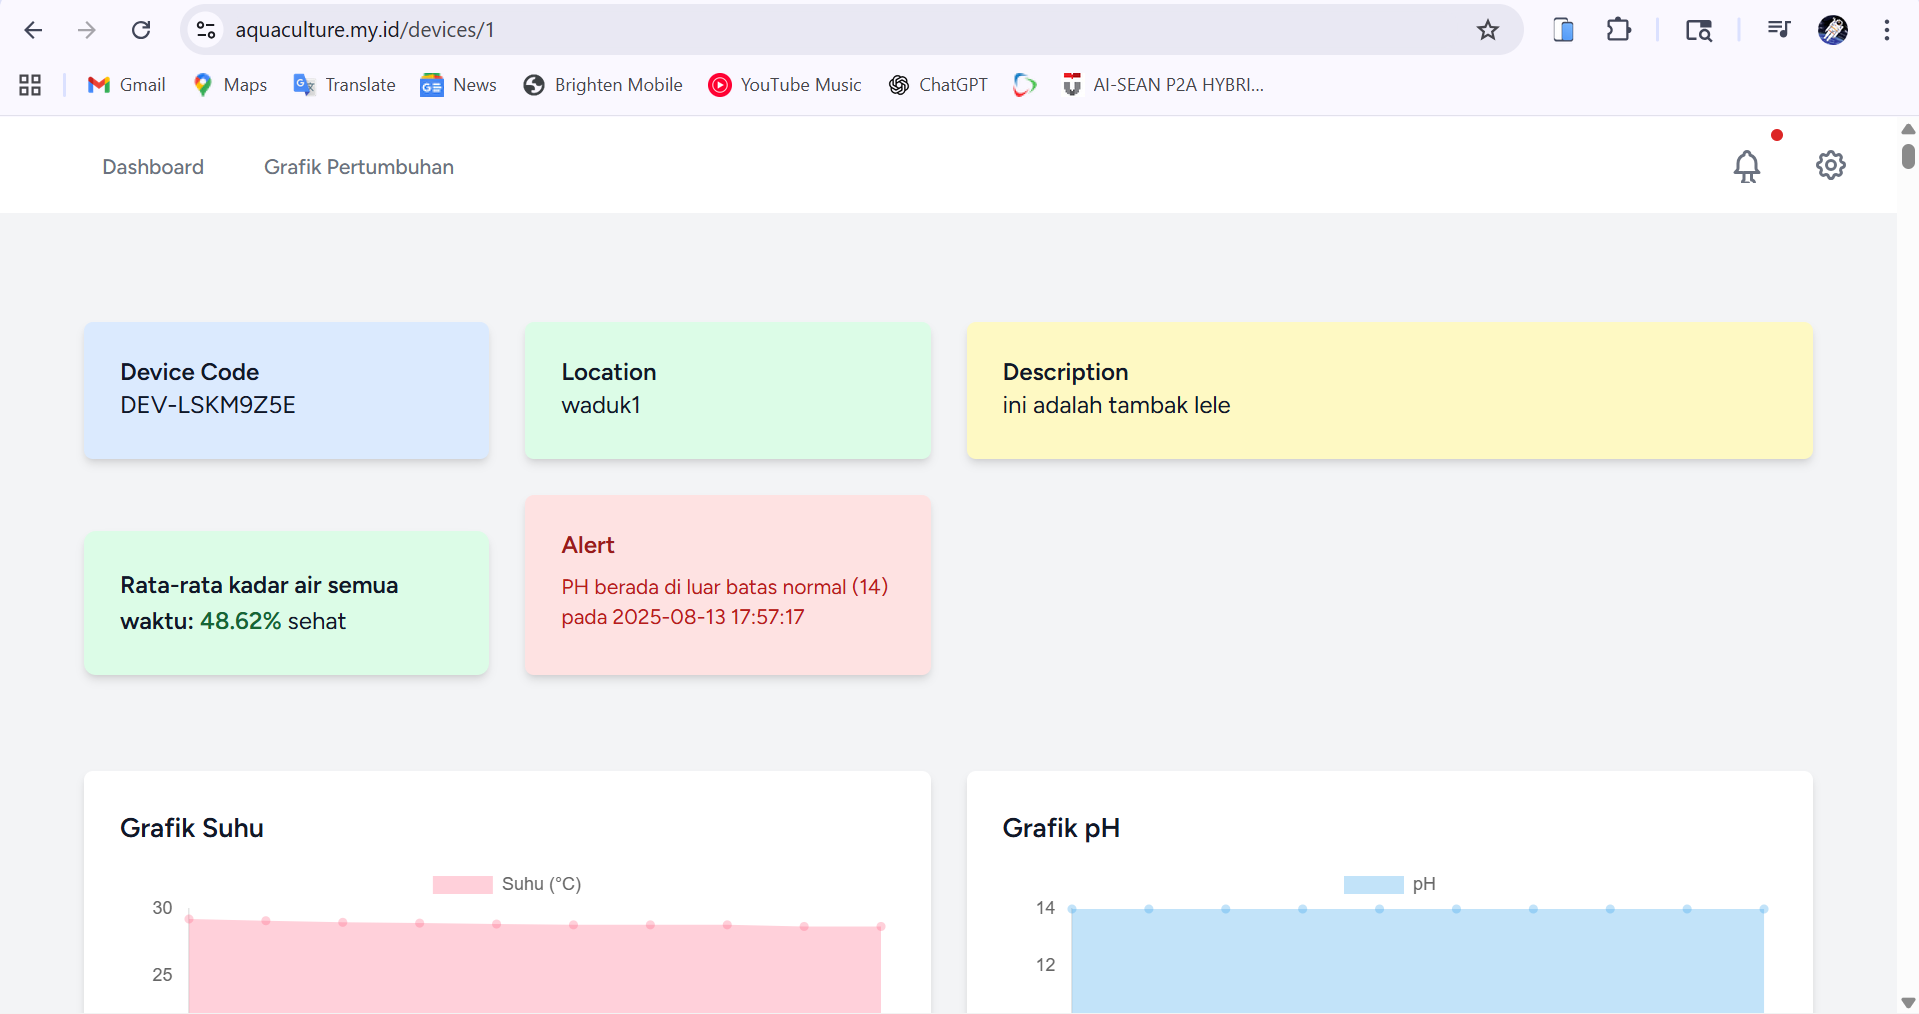 aquaculture.my.id/devices/1
Gmail
Maps
Translate
News
Brighten Mobile
YouTube Music
ChatGPT
AI-SEAN P2A HYBRI...
Dashboard
Grafik Pertumbuhan
Device Code
DEV-LSKM9Z5E
Location
waduk1
Description
ini adalah tambak lele
Rata-rata kadar air semua
waktu: 48.62% sehat
Alert
PH berada di luar batas normal (14)
pada 2025-08-13 17:57:17
Grafik Suhu
Suhu (°C)
30
25
Grafik pH
pH
14
12